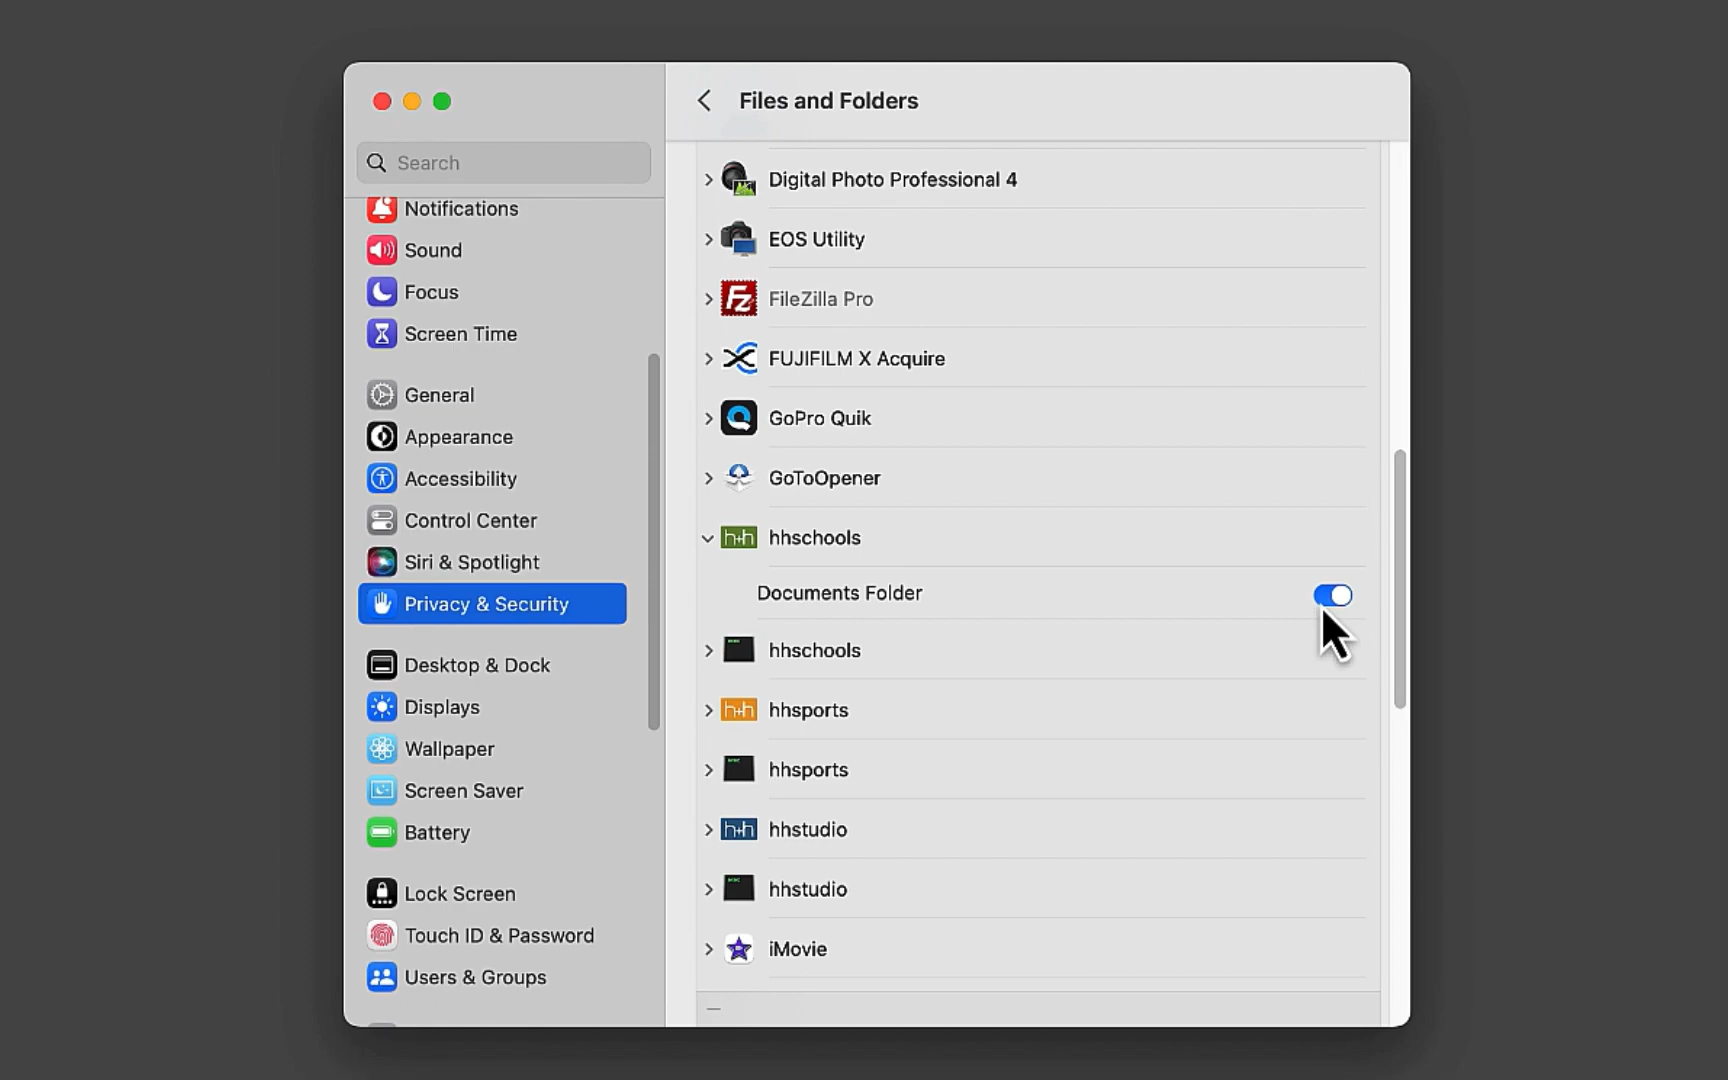 Files and Folders
Search
Notifications
Sound
Focus
Screen Time
General
Appearance
Accessibility
Control Center
Siri & Spotlight
Privacy & Security
Desktop & Dock
Displays
Wallpaper
Screen Saver
Battery
Lock Screen
Touch ID & Password
Users & Groups
Digital Photo Professional 4
EOS Utility
Fz FileZilla Pro
FUJIFILM X Acquire
GoPro Quik
GoToOpener
h+h hhschools
Documents Folder
hhschools
h+h hhsports
hhsports
h+h hhstudio
hhstudio
iMovie